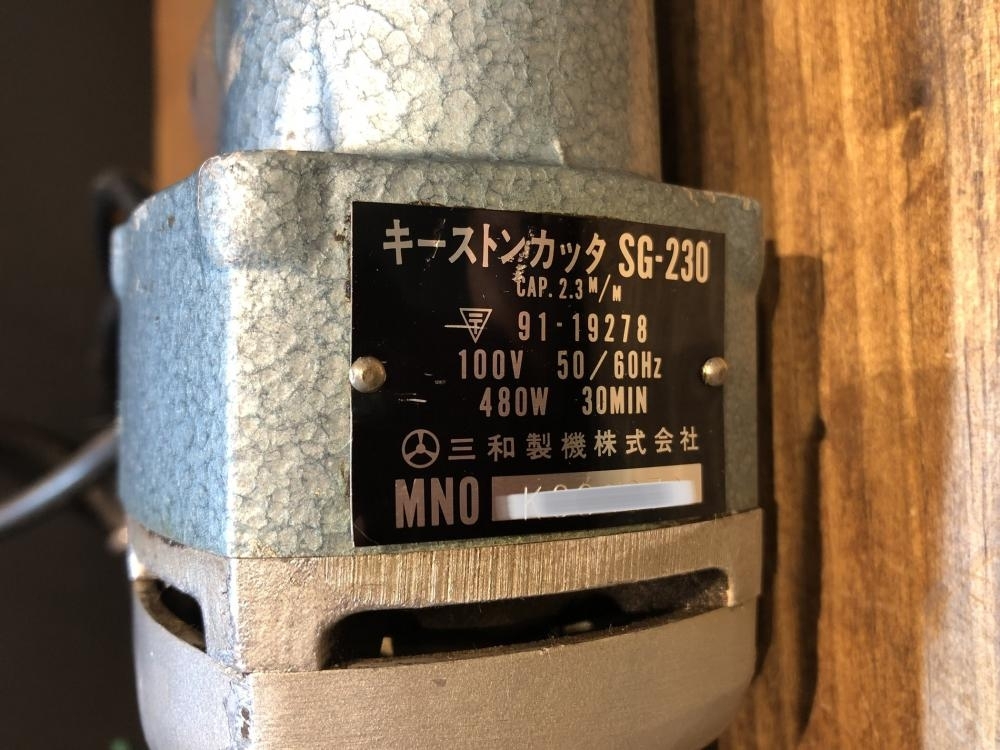 キーストンカッタ SG-230
CAP. 2.3 M/M
91-19278
100V 50/60Hz
480W 30MIN
三和製機株式会社
MNO